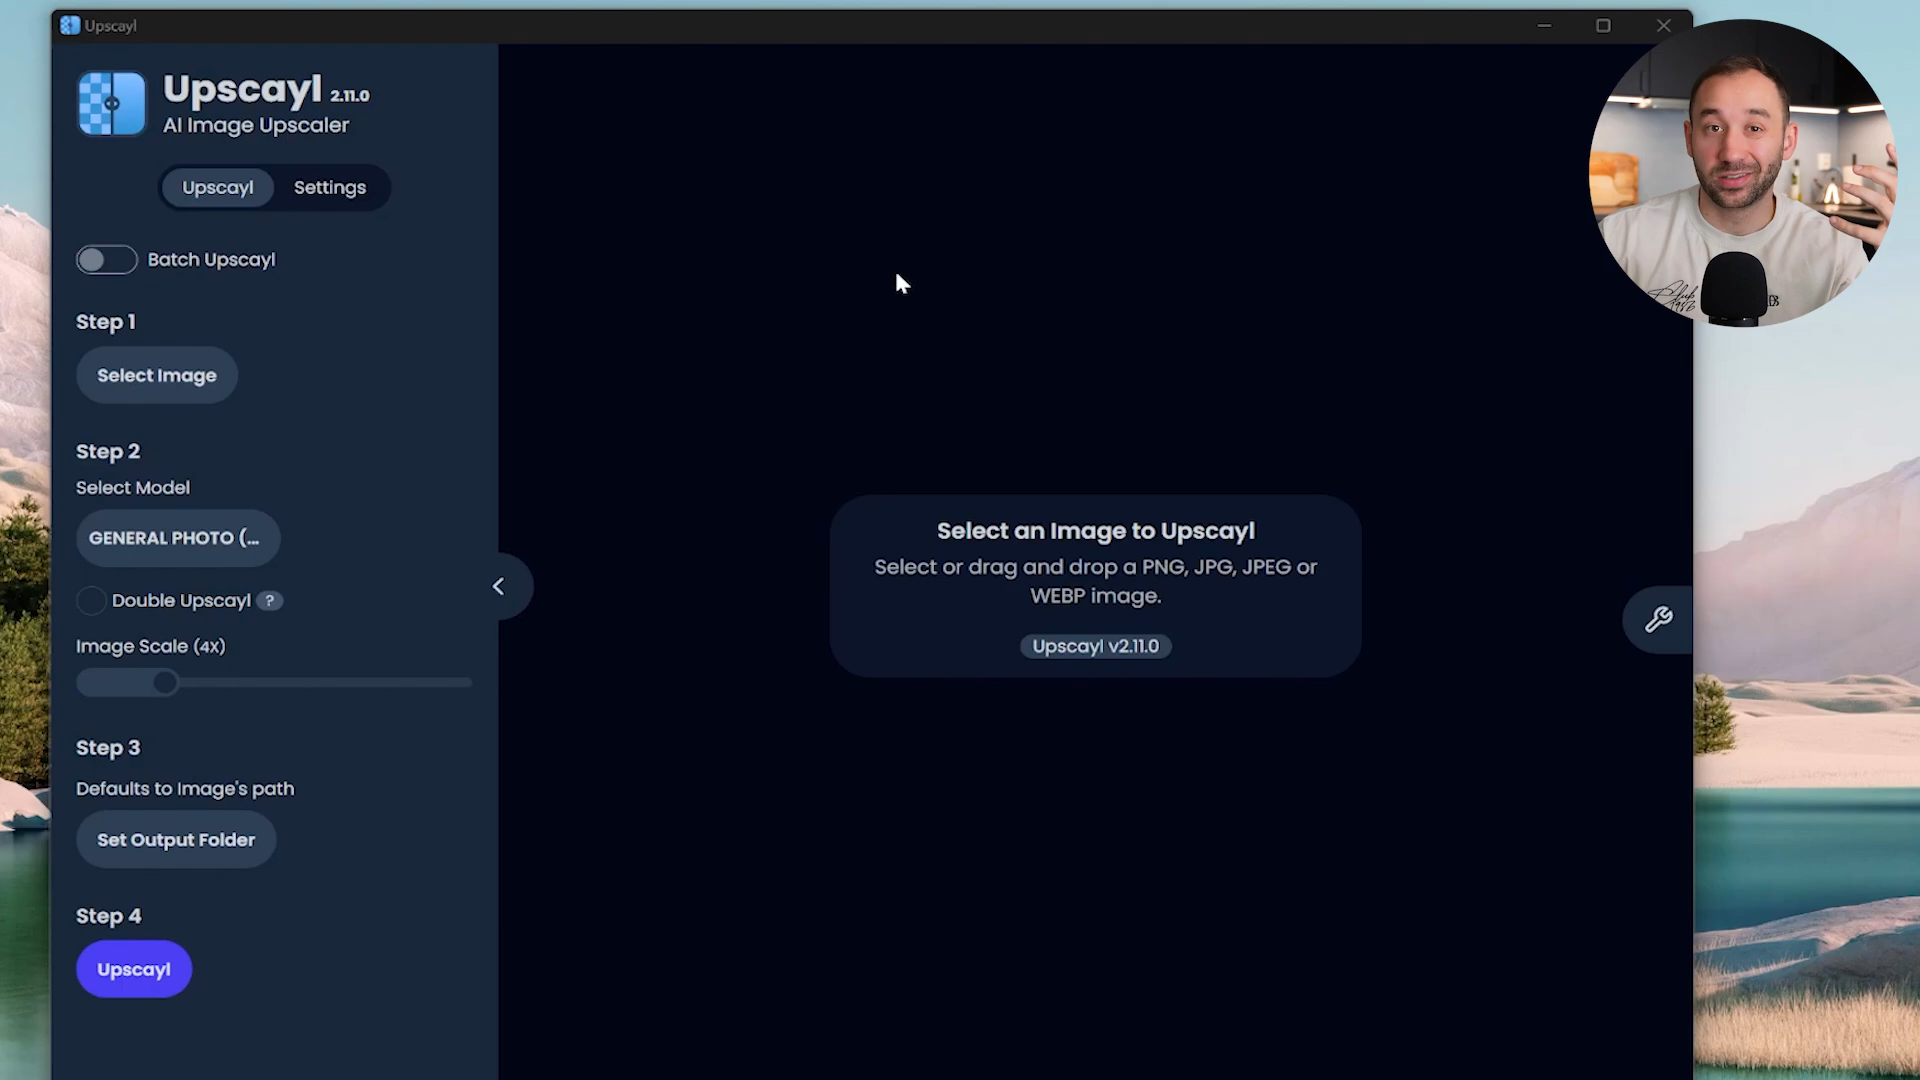 Upscayl
Upscayl 2.11.0
AI Image Upscaler
Upscayl Settings
Batch Upscayl
Step 1
Select Image
Step 2
Select Model
GENERAL PHOTO (...
Double Upscayl ?
Image Scale (4X)
Step 3
Defaults to Image's path
Set Output Folder
Step 4
Upscayl
Select an Image to Upscayl
Select or drag and drop a PNG, JPG, JPEG or
WEBP image.
Upscayl v2.11.0
Club